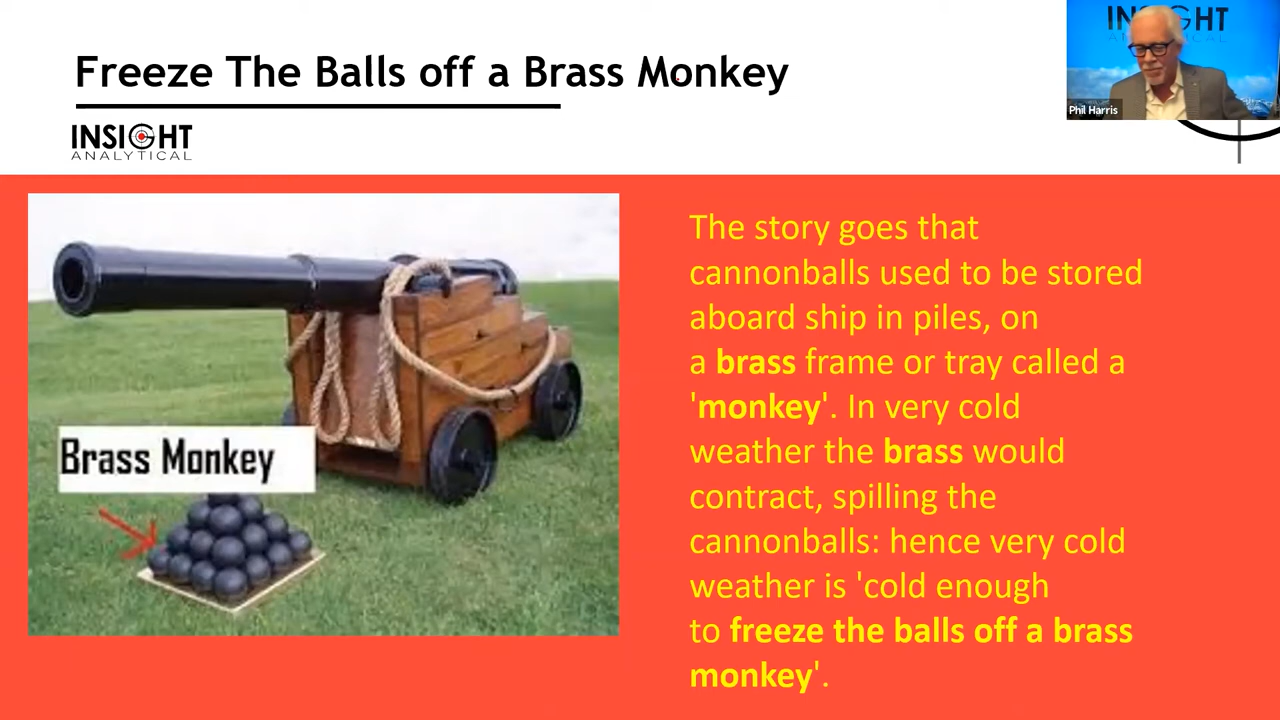 Freeze The Balls off a Brass Monkey
INSIGHT
ANALYTICAL
INSIGHT
ANALYTICAL
Phil Harris
Brass Monkey
The story goes that
cannonballs used to be stored
aboard ship in piles, on
a brass frame or tray called a
'monkey'. In very cold
weather the brass would
contract, spilling the
cannonballs: hence very cold
weather is 'cold enough
to freeze the balls off a brass
monkey'.